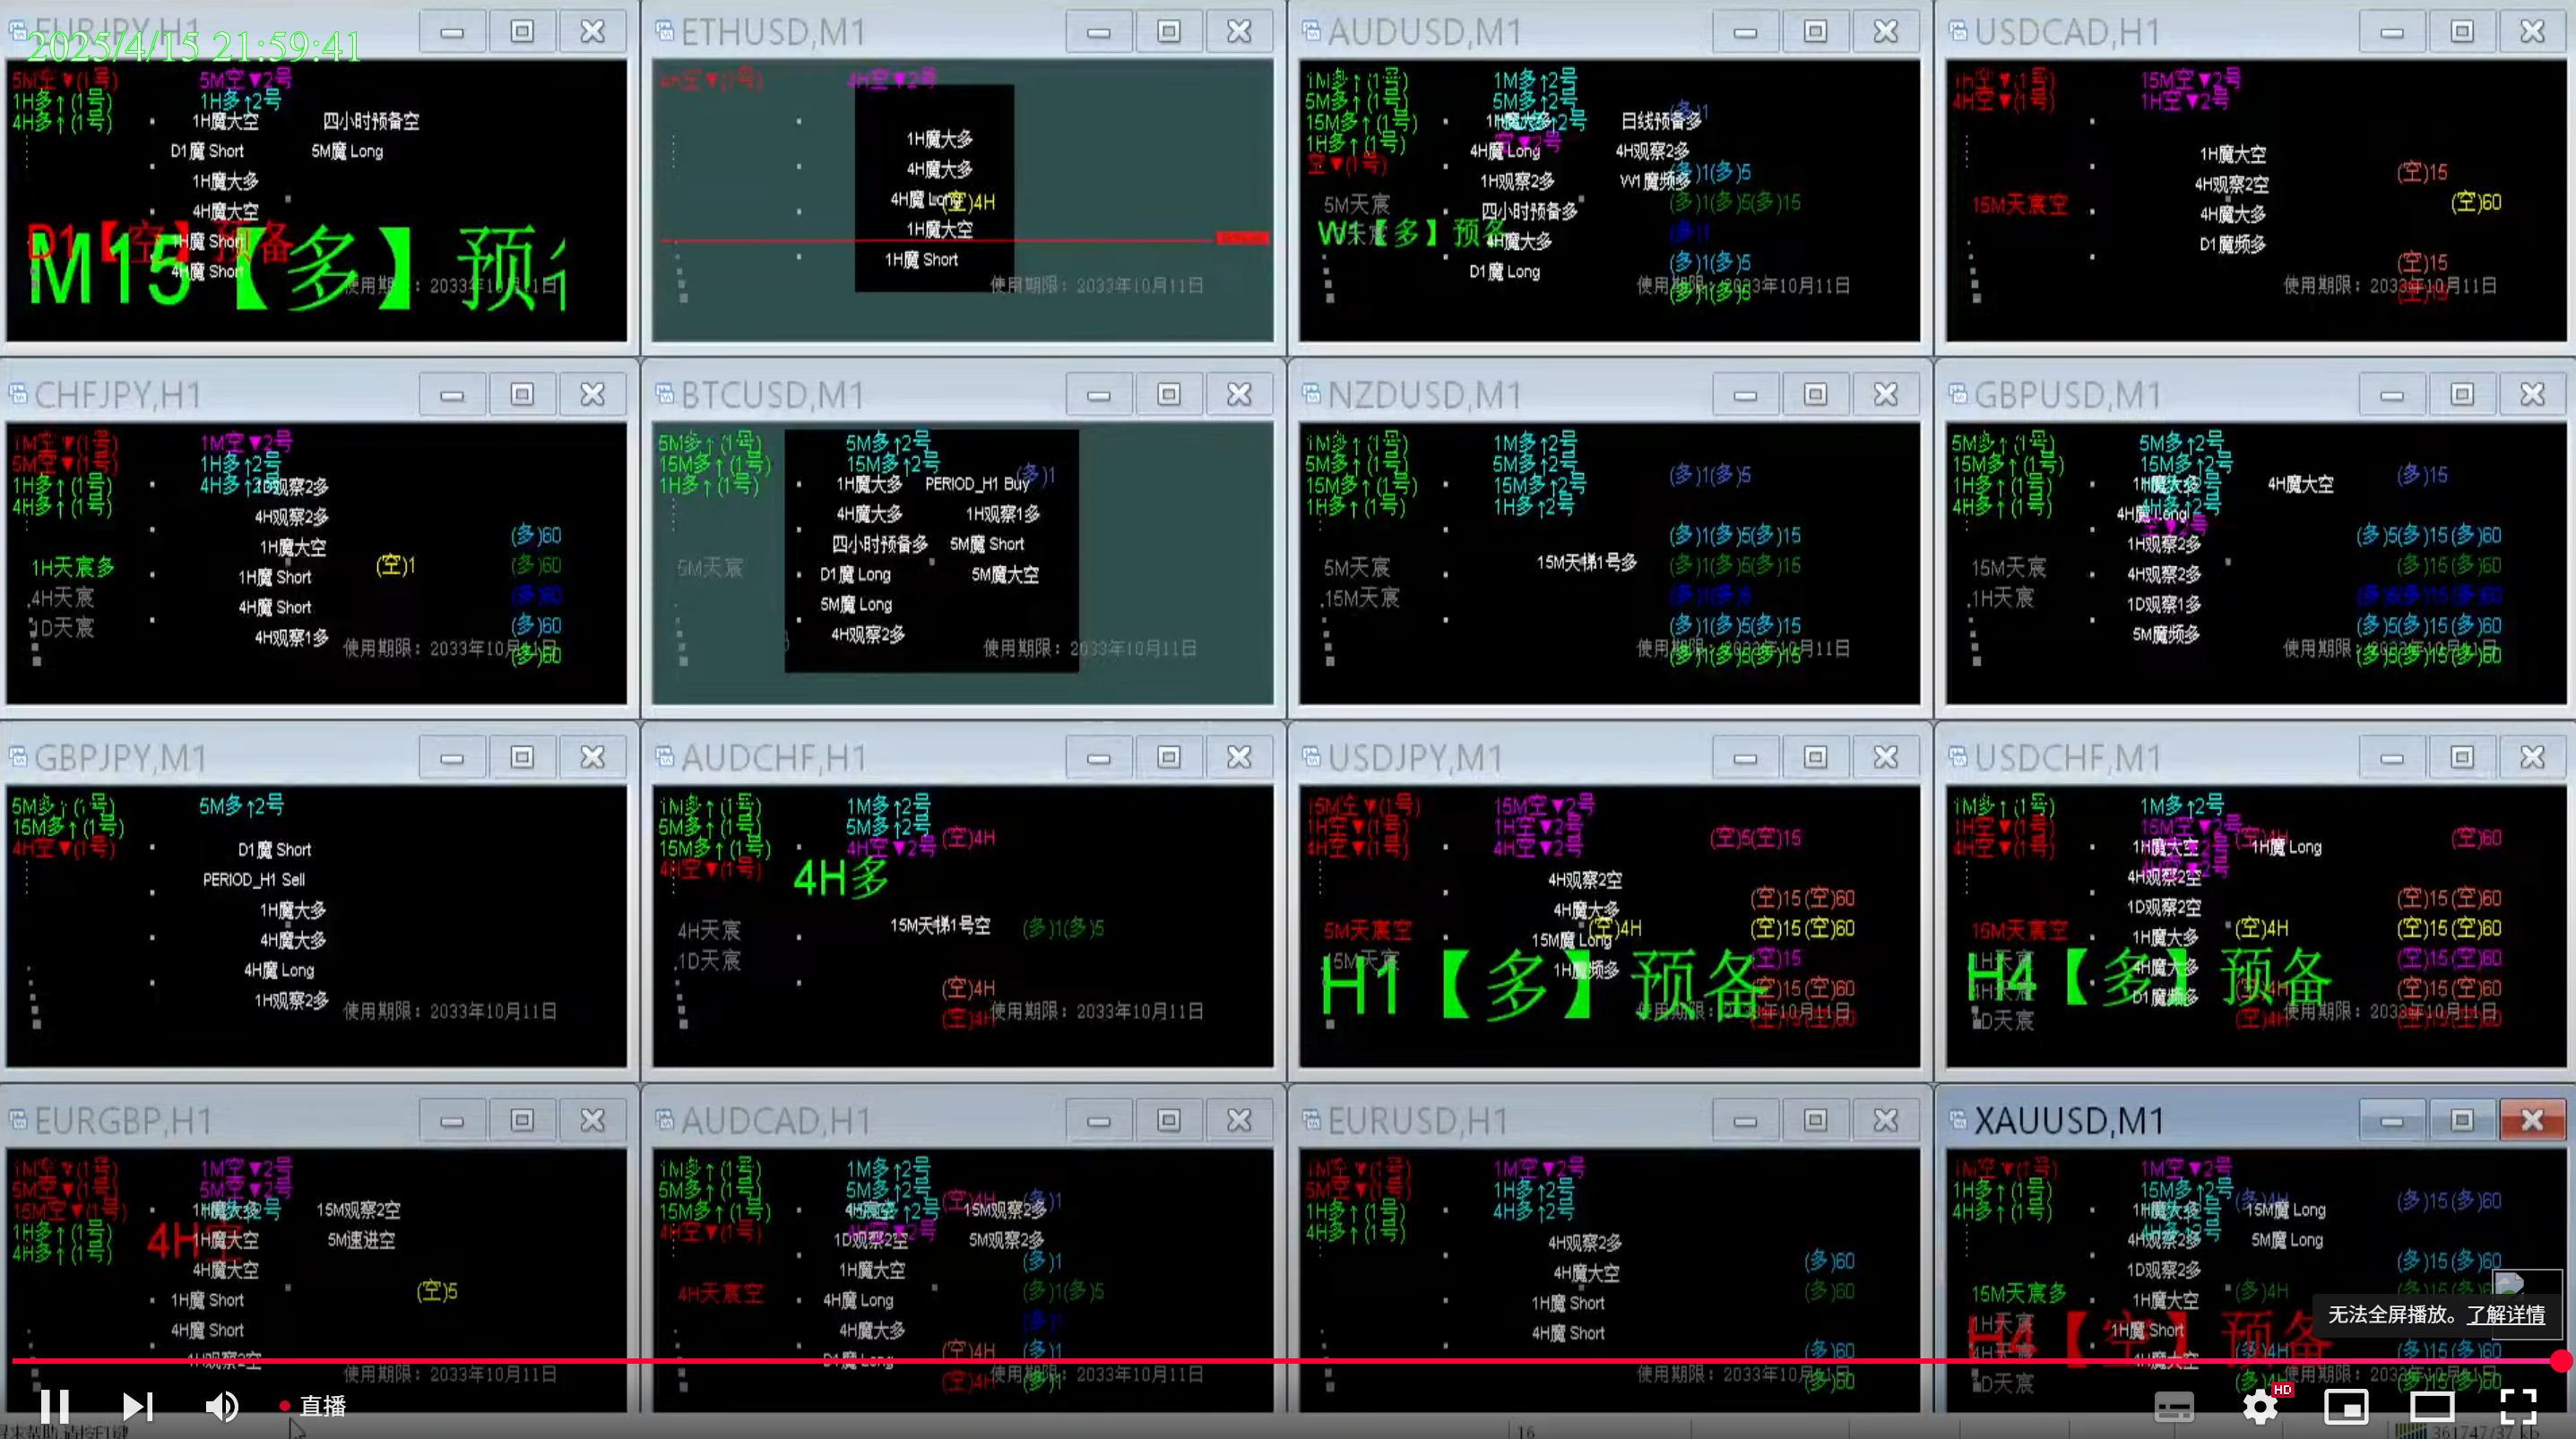 EURJPY,H1
2025/4/15 21:59:41
5M空▼(1号) 5M空▼2号
1H多↑(1号) 1H多↑2号
4H多↑(1号) 1H魔大空 四小时预备空
D1魔 Short 5M魔 Long
1H魔大多
4H魔大空
D1【空】预备
1H魔 Short
M15【多】预备
4H魔 Short
使用期限：2033年10月11日
ETHUSD,M1
4H空▼(1号) 4H空▼2号
1H魔大多
4H魔大多
4H魔 Long (空)4H
1H魔大空
1H魔 Short
使用期限：2033年10月11日
AUDUSD,M1
1M多↑(1号) 1M多↑2号
5M多↑(1号) 5M多↑2号 (多)1
15M多↑(1号) 日线预备多
1H多↑(1号) 4H魔 Long 4H观察2多
空▼(1号) 空▼2号 (多)1(多)5
1H观察2多 W1魔频多
5M天宸 四小时预备多 (多)1(多)5(多)15
W1【多】预备 4H魔大多 (多)1
D1魔 Long (多)1(多)5
使用期限：2033年10月11日
(多)1(多)5
USDCAD,H1
1H空▼(1号) 15M空▼2号
4H空▼(1号) 1H空▼2号
1H魔大空 (空)15
4H观察2空
15M天宸空 4H魔大多 (空)60
D1魔频多 (空)15
使用期限：2033年10月11日
(空)15
CHFJPY,H1
1M空▼(1号) 1M空▼2号
5M空▼(1号) 1H多↑2号
1H多↑(1号) 4H多↑2号 1D观察2多
4H多↑(1号) 4H观察2多
1H魔大空 (多)60
1H天宸多 1H魔 Short (空)1 (多)60
4H天宸 4H魔 Short (多)60
1D天宸 4H观察1多 (多)60
使用期限：2033年10月11日
(多)60
BTCUSD,M1
5M多↑(1号) 5M多↑2号
15M多↑(1号) 15M多↑2号
1H多↑(1号) 1H魔大多 PERIOD_H1 Buy (多)1
4H魔大多 1H观察1多
四小时预备多 5M魔 Short
5M天宸 D1魔 Long 5M魔大空
5M魔 Long
4H观察2多
使用期限：2033年10月11日
NZDUSD,M1
1M多↑(1号) 1M多↑2号
5M多↑(1号) 5M多↑2号
15M多↑(1号) 15M多↑2号 (多)1(多)5
1H多↑(1号) 1H多↑2号
(多)1(多)5(多)15
5M天宸 15M天梯1号多 (多)1(多)5(多)15
15M天宸 (多)1(多)5
(多)1(多)5(多)15
使用期限：2033年10月11日
(多)1(多)5(多)15
GBPUSD,M1
5M多↑(1号) 5M多↑2号
15M多↑(1号) 15M多↑2号
1H多↑(1号) 1H魔大多 4H魔大空 (多)15
4H多↑(1号) 4H魔 Long
空▼2号
1H观察2多 (多)5(多)15(多)60
15M天宸 4H观察2多 (多)15(多)60
1H天宸 1D观察1多 (多)5(多)15(多)60
5M魔频多 (多)5(多)15(多)60
使用期限：2033年10月11日
(多)5(多)15(多)60
GBPJPY,M1
5M多↑(1号) 5M多↑2号
15M多↑(1号)
4H空▼(1号) D1魔 Short
PERIOD_H1 Sell
1H魔大多
4H魔大多
4H魔 Long
1H观察2多
使用期限：2033年10月11日
AUDCHF,H1
1M多↑(1号) 1M多↑2号
5M多↑(1号) 5M多↑2号
15M多↑(1号) 4H空▼2号 (空)4H
4H空▼(1号) 4H多
4H天宸 15M天梯1号空 (多)1(多)5
1D天宸
(空)4H
使用期限：2033年10月11日
(空)4H
USDJPY,M1
15M空▼(1号) 15M空▼2号
1H空▼(1号) 1H空▼2号
4H空▼(1号) 4H空▼2号 (空)5(空)15
4H观察2空
4H魔大多 (空)15(空)60
5M天宸空 15M魔 Long (空)4H (空)15(空)60
15M天宸 1H魔频多 (空)15
H1【多】预备 (空)15(空)60
使用期限：2033年10月11日
(空)15(空)60
USDCHF,M1
1M多↑(1号) 1M多↑2号
1H空▼(1号) 15M空▼2号 (空)4H (空)60
4H空▼(1号) 1H魔大空 1H魔 Long
4H观察2空 4H空▼2号
1D观察2空 (空)15(空)60
15M天宸空 1H魔大多 (空)4H (空)15(空)60
1H天宸 4H魔大多 (空)15(空)60
H4【多】预备
4H天宸 D1魔频多 (空)4H (空)15(空)60
1D天宸 使用期限：2033年10月11日
(空)4H (空)15(空)60
EURGBP,H1
1M空▼(1号) 1M空▼2号
5M空▼(1号) 5M空▼2号
15M空▼(1号) 1H魔大多 15M观察2空
1H多↑(1号) 4H空 1H魔大空 5M速进空
4H多↑(1号)
4H魔大空
1H魔 Short (空)5
4H魔 Short
1H观察2空
使用期限：2033年10月11日
AUDCAD,H1
1M多↑(1号) 1M多↑2号
5M多↑(1号) 5M多↑2号 (空)4H (多)1
15M多↑(1号) 15M观察2多
4H空▼(1号) 4H空▼2号 1D观察2空 5M观察2多
1H魔大空 (多)1
4H天宸空 4H魔 Long (多)1(多)5
4H魔大多 (多)1
D1魔 Long (空)4H (多)1
使用期限：2033年10月11日
(空)4H (多)1
EURUSD,H1
1M空▼(1号) 1M空▼2号
5M空▼(1号) 1H多↑2号
1H多↑(1号) 4H多↑2号
4H多↑(1号) 4H观察2多
4H魔大空 (多)60
1H魔 Short (多)60
4H魔 Short (多)60
使用期限：2033年10月11日
(多)60
XAUUSD,M1
1M空▼(1号) 1M空▼2号
1H多↑(1号) 15M多↑2号 (多)4H (多)15(多)60
4H多↑(1号) 1H魔大多 15M魔 Long
4H观察2多 5M魔 Long
1D观察2多 (多)15(多)60
15M天宸多 1H魔大空 (多)4H
1H天宸 1H魔 Short
H4【空】预备
4H天宸 4H魔大空 (多)4H (多)15(多)60
1D天宸 使用期限：2033年10月11日
无法全屏播放。了解详情
直播
HD
16
361747/37 kb